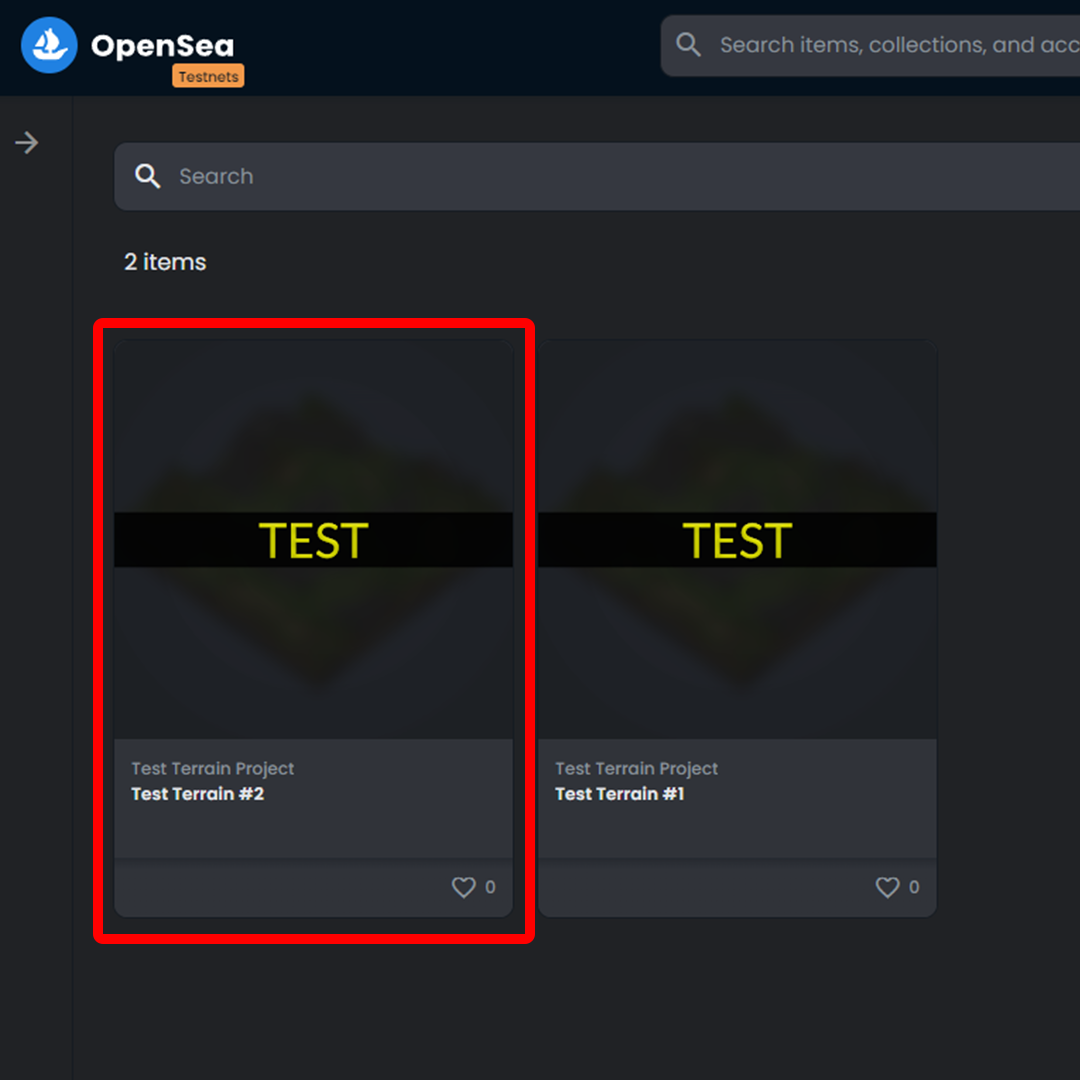 OpenSea
Testnets
Search items, collections, and acc
Search
2 items
TEST
Test Terrain Project
Test Terrain #2
0
TEST
Test Terrain Project
Test Terrain #1
0